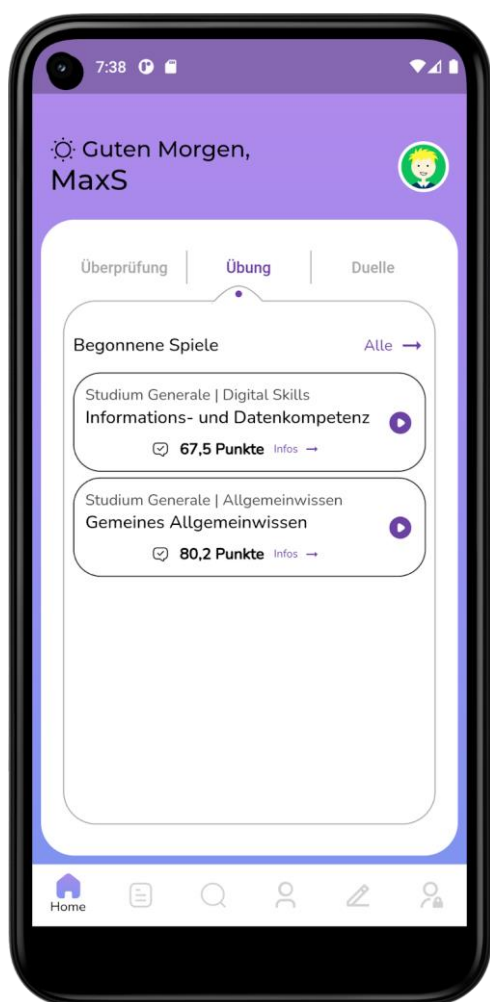 7:38
Guten Morgen,
MaxS
Überprüfung
Übung
Duelle
Begonnene Spiele
Alle →
Studium Generale | Digital Skills
Informations- und Datenkompetenz
67,5 Punkte Infos →
Studium Generale | Allgemeinwissen
Gemeines Allgemeinwissen
80,2 Punkte Infos →
Home